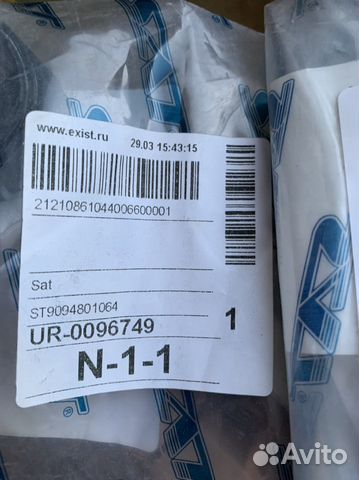 www.exist.ru
29.03 15:43:15
21210861044006600001
Sat
ST9094801064
UR-0096749
1
N-1-1
Avito